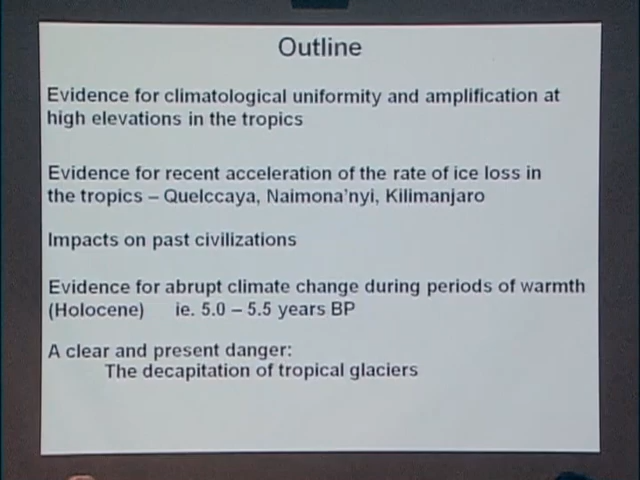 Outline
Evidence for climatological uniformity and amplification at
high elevations in the tropics
Evidence for recent acceleration of the rate of ice loss in
the tropics – Quelccaya, Naimona'nyi, Kilimanjaro
Impacts on past civilizations
Evidence for abrupt climate change during periods of warmth
(Holocene) ie. 5.0 – 5.5 years BP
A clear and present danger:
The decapitation of tropical glaciers